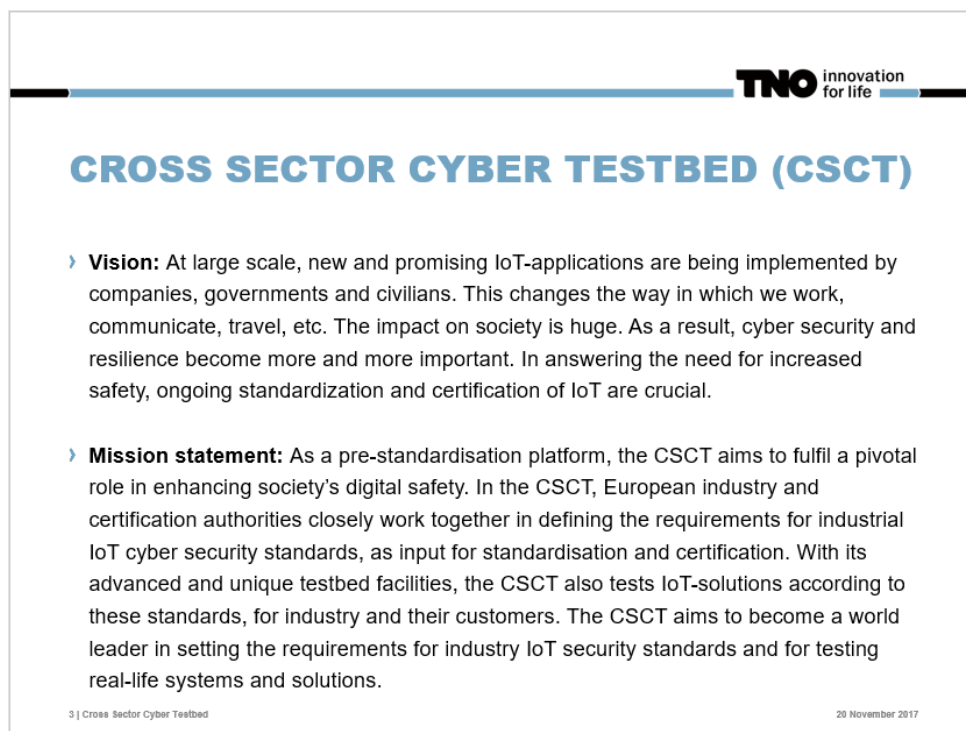 TNO innovation
for life
CROSS SECTOR CYBER TESTBED (CSCT)
› Vision: At large scale, new and promising IoT-applications are being implemented by
companies, governments and civilians. This changes the way in which we work,
communicate, travel, etc. The impact on society is huge. As a result, cyber security and
resilience become more and more important. In answering the need for increased
safety, ongoing standardization and certification of IoT are crucial.
› Mission statement: As a pre-standardisation platform, the CSCT aims to fulfil a pivotal
role in enhancing society’s digital safety. In the CSCT, European industry and
certification authorities closely work together in defining the requirements for industrial
IoT cyber security standards, as input for standardisation and certification. With its
advanced and unique testbed facilities, the CSCT also tests IoT-solutions according to
these standards, for industry and their customers. The CSCT aims to become a world
leader in setting the requirements for industry IoT security standards and for testing
real-life systems and solutions.
3 | Cross Sector Cyber Testbed
20 November 2017